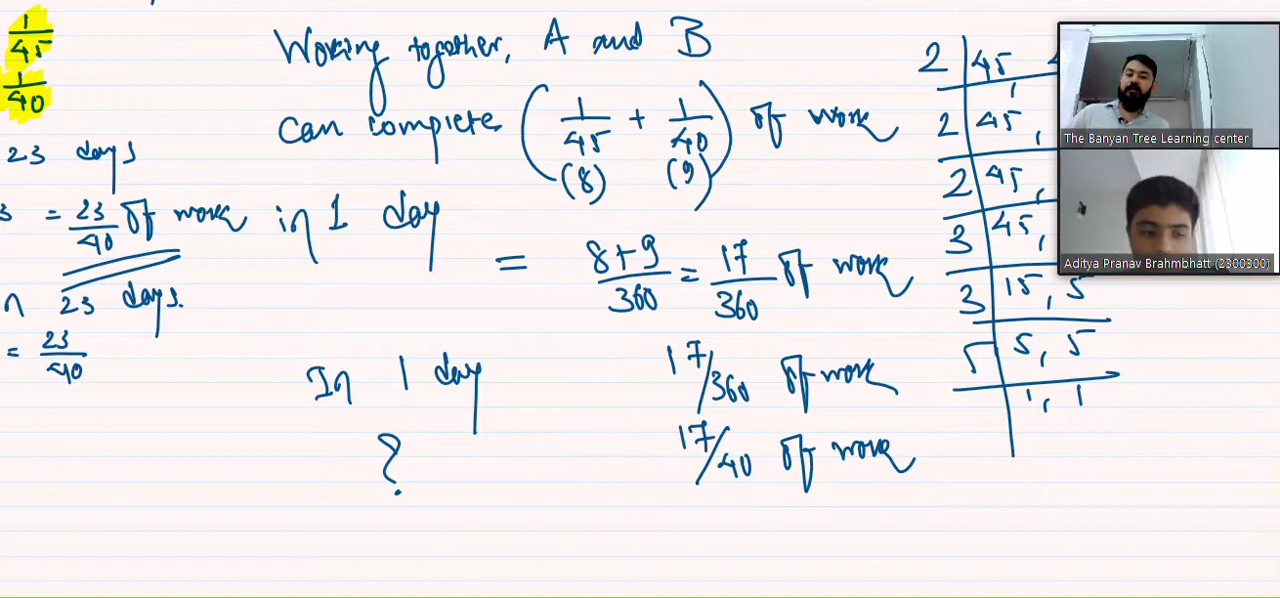 1/45
1/40
23 days
3 = 23/40 of work
n 23 days.
= 23/40
Working together, A and B
can complete (1/45 + 1/40) of work
(8) (9)
in 1 day
= 8+9/360 = 17/360 of work
In 1 day 17/360 of work
? 17/40 of work
2 | 45, 4
2 | 45,
2 | 45,
3 | 45,
3 | 15, 5
5 | 5, 5
1, 1
The Banyan Tree Learning center
Aditya Pranav Brahmbhatt (2300300)